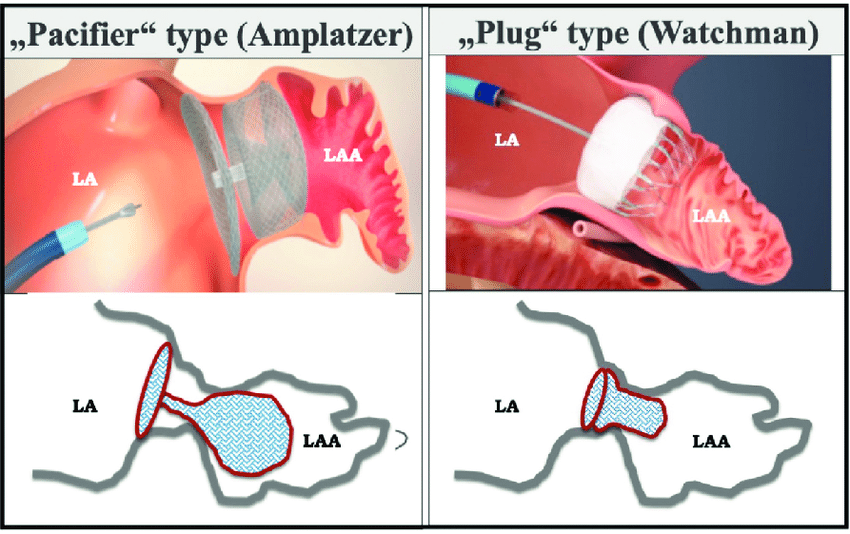 „Pacifier“ type (Amplatzer)
„Plug“ type (Watchman)
LA
LAA
LA
LAA
LA
LAA
LA
LAA